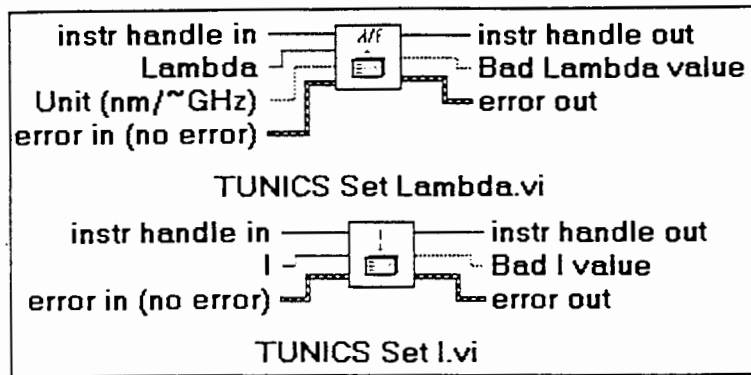 instr handle in λ/F instr handle out
Lambda Bad Lambda value
Unit (nm/~GHz) error out
error in (no error)
TUNICS Set Lambda.vi
instr handle in I instr handle out
I Bad I value
error in (no error) error out
TUNICS Set I.vi